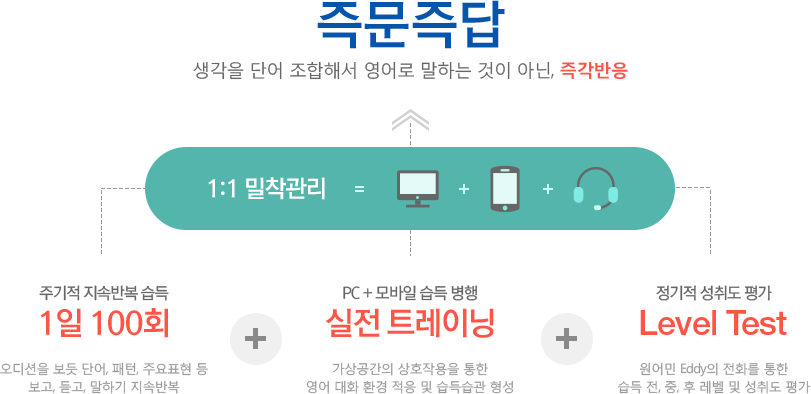 즉문즉답
생각을 단어 조합해서 영어로 말하는 것이 아닌, 즉각반응
1:1 밀착관리 = + +
주기적 지속반복 습득
1일 100회
오디션을 보듯 단어, 패턴, 주요표현 등
보고, 듣고, 말하기 지속반복
+
PC + 모바일 습득 병행
실전 트레이닝
가상공간의 상호작용을 통한
영어 대화 환경 적응 및 습득습관 형성
+
정기적 성취도 평가
Level Test
원어민 Eddy의 전화를 통한
습득 전, 중, 후 레벨 및 성취도 평가